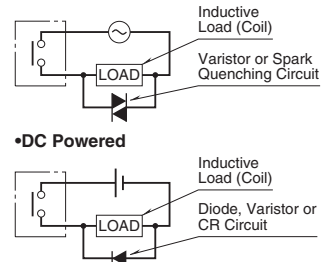 Inductive
Load (Coil)
LOAD
Varistor or Spark
Quenching Circuit
•DC Powered
Inductive
Load (Coil)
LOAD
Diode, Varistor or
CR Circuit